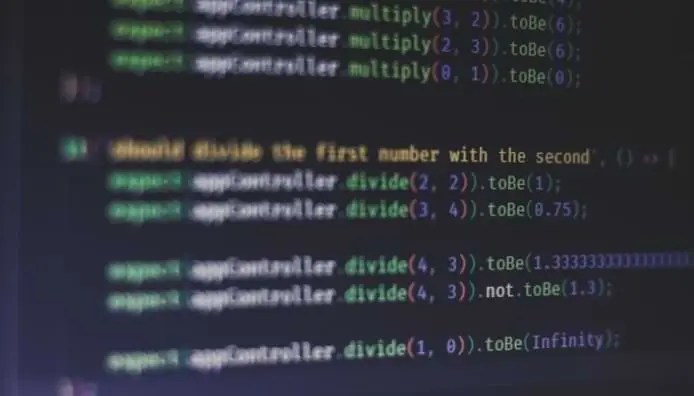 expect(appController.multiply(3, 2)).toBe(6);
expect(appController.multiply(2, 3)).toBe(6);
expect(appController.multiply(0, 1)).toBe(0);
});
it('should divide the first number with the second', () => {
expect(appController.divide(2, 2)).toBe(1);
expect(appController.divide(3, 4)).toBe(0.75);
expect(appController.divide(4, 3)).toBe(1.3333333333333333
expect(appController.divide(4, 3)).not.toBe(1.3);
expect(appController.divide(1, 0)).toBe(Infinity);
});